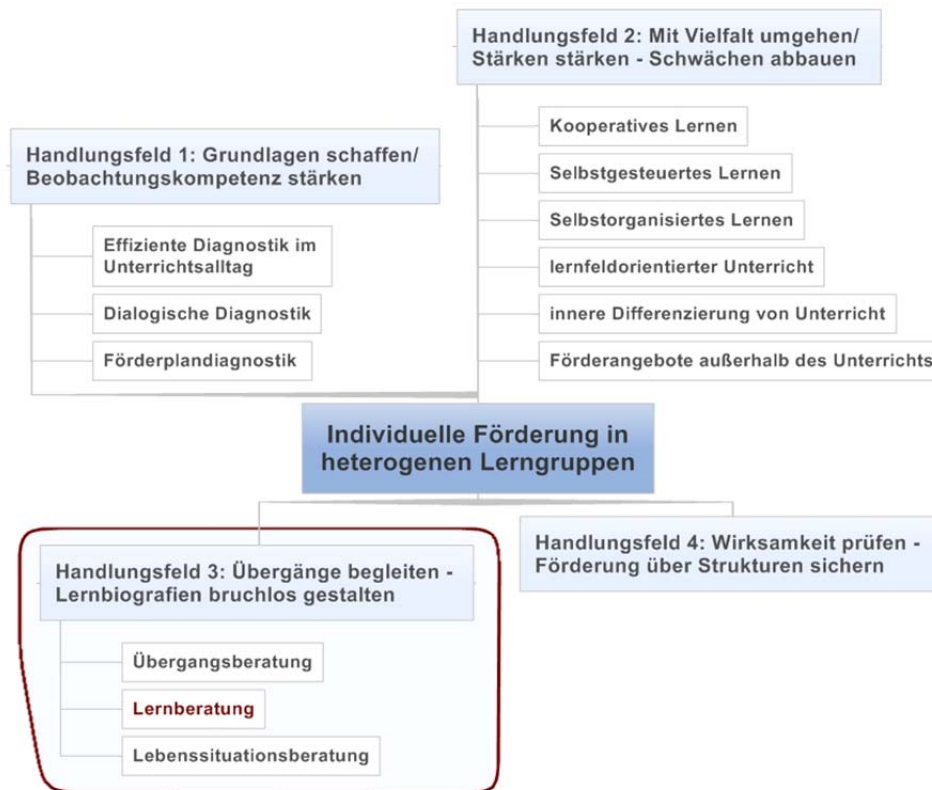 Handlungsfeld 2: Mit Vielfalt umgehen/
Stärken stärken - Schwächen abbauen
Kooperatives Lernen
Selbstgesteuertes Lernen
Selbstorganisiertes Lernen
lernfeldorientierter Unterricht
innere Differenzierung von Unterricht
Förderangebote außerhalb des Unterrichts
Handlungsfeld 1: Grundlagen schaffen/
Beobachtungskompetenz stärken
Effiziente Diagnostik im
Unterrichtsalltag
Dialogische Diagnostik
Förderplandiagnostik
Individuelle Förderung in
heterogenen Lerngruppen
Handlungsfeld 3: Übergänge begleiten -
Lernbiografien bruchlos gestalten
Übergangsberatung
Lernberatung
Lebenssituationsberatung
Handlungsfeld 4: Wirksamkeit prüfen -
Förderung über Strukturen sichern